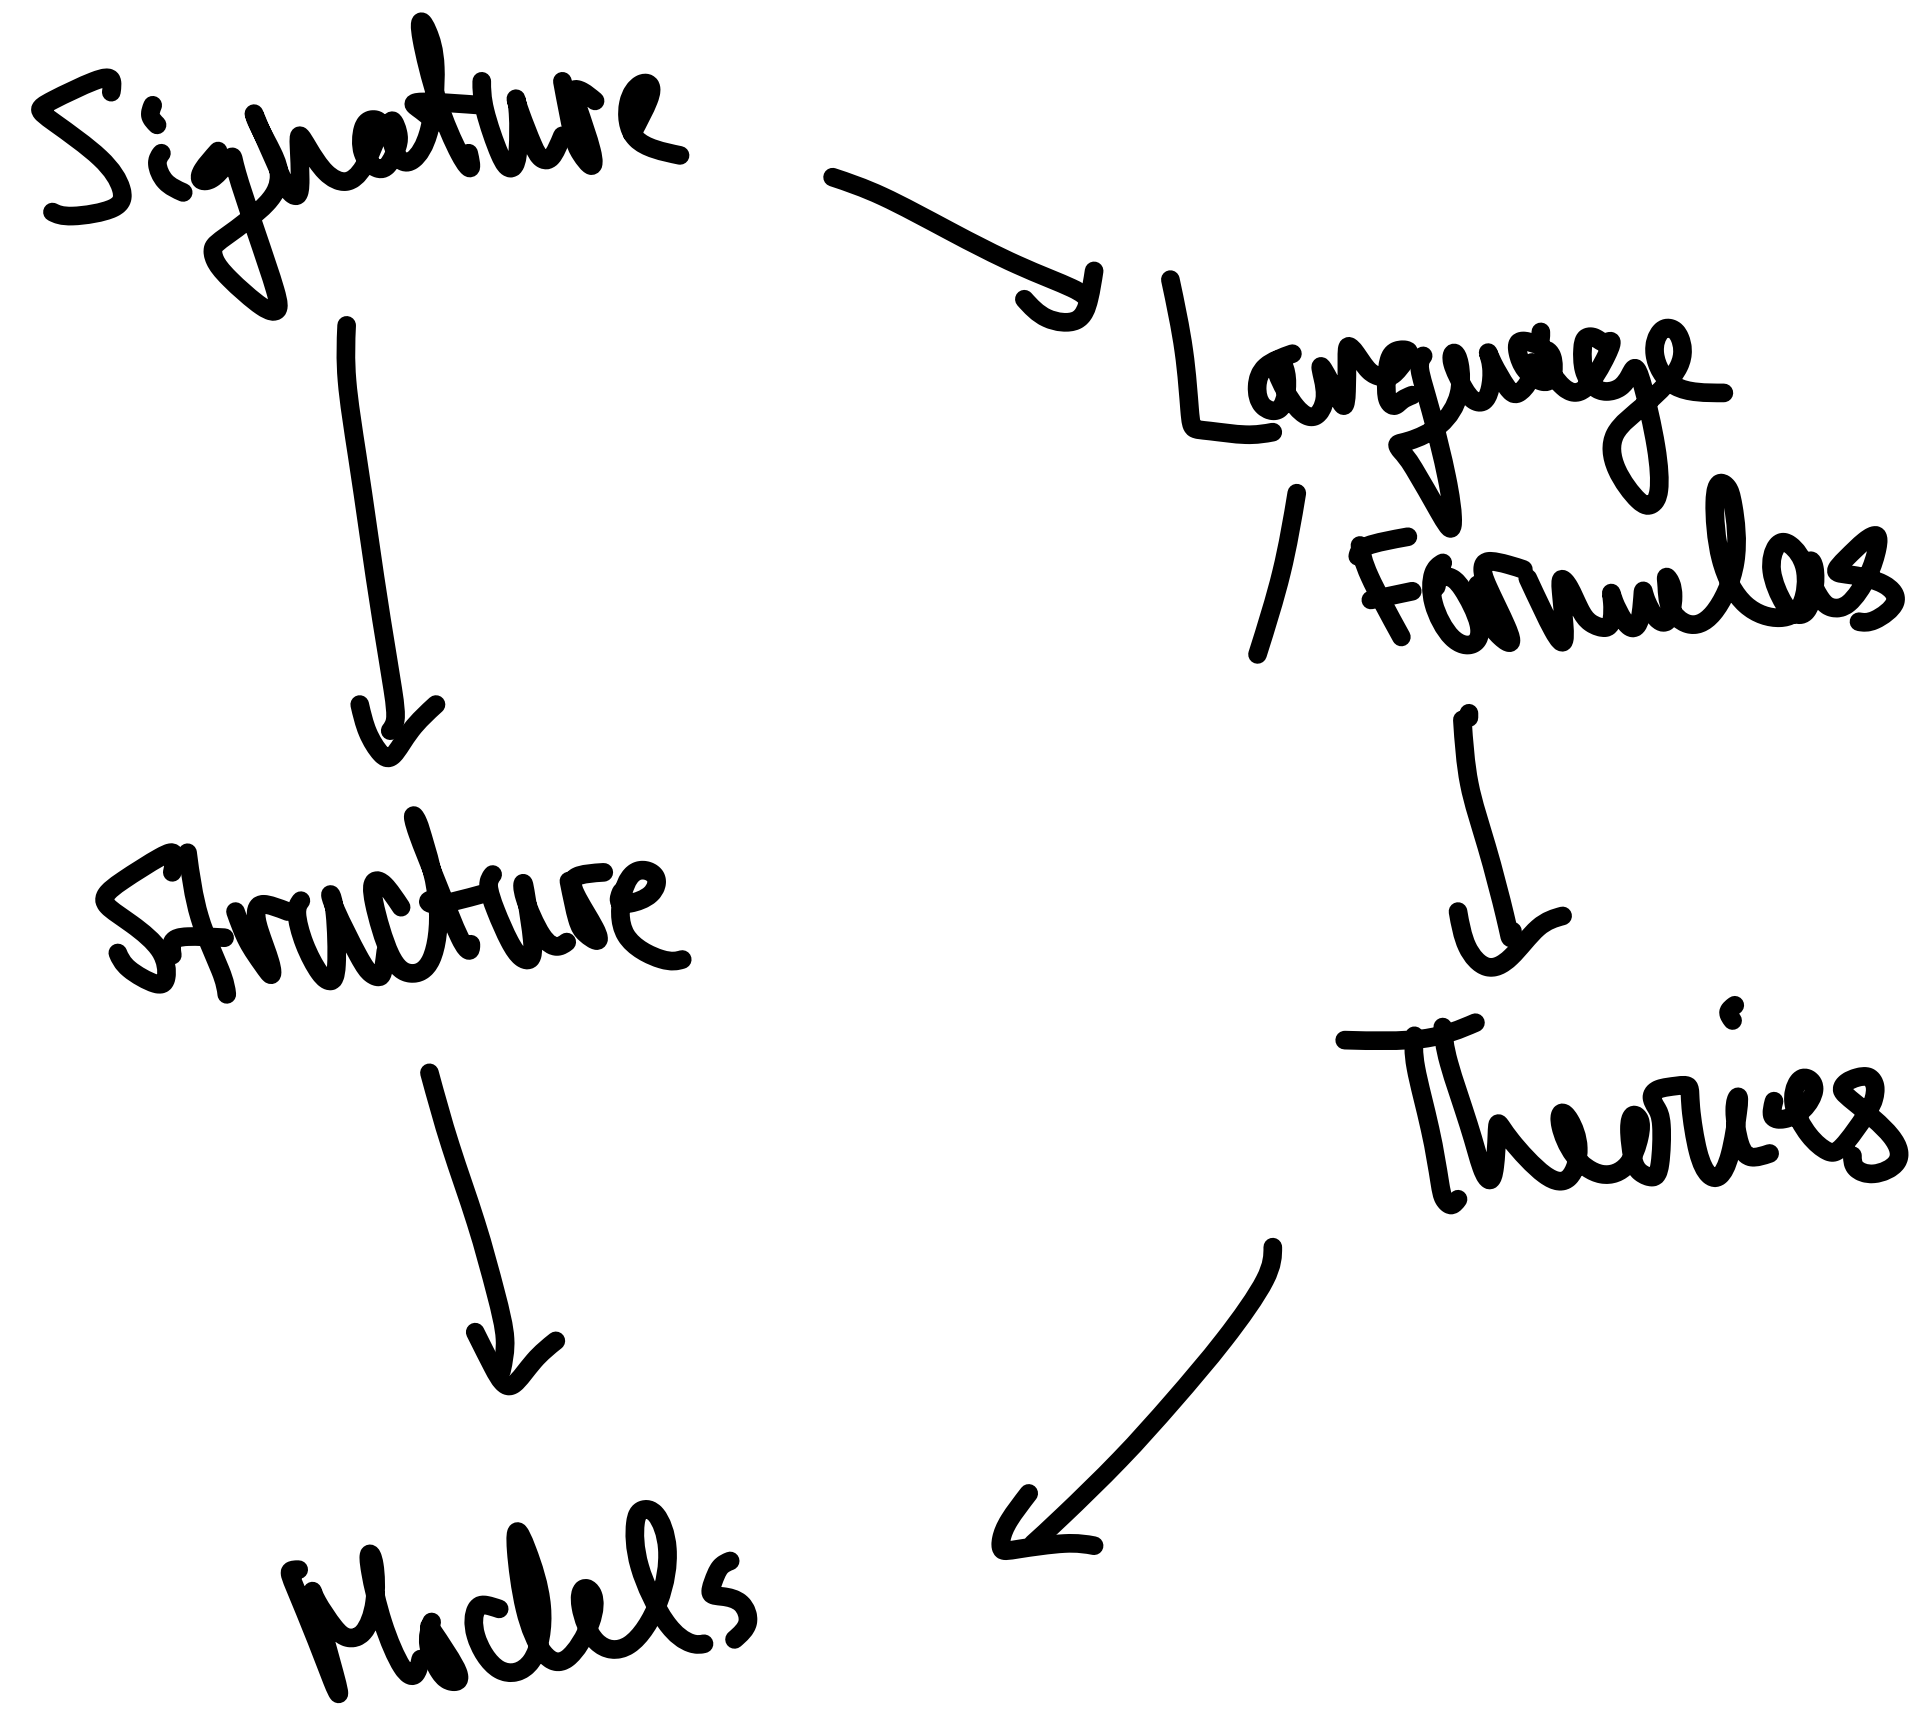 Signature
Language
/ Formulas
Structure
Theories
Models